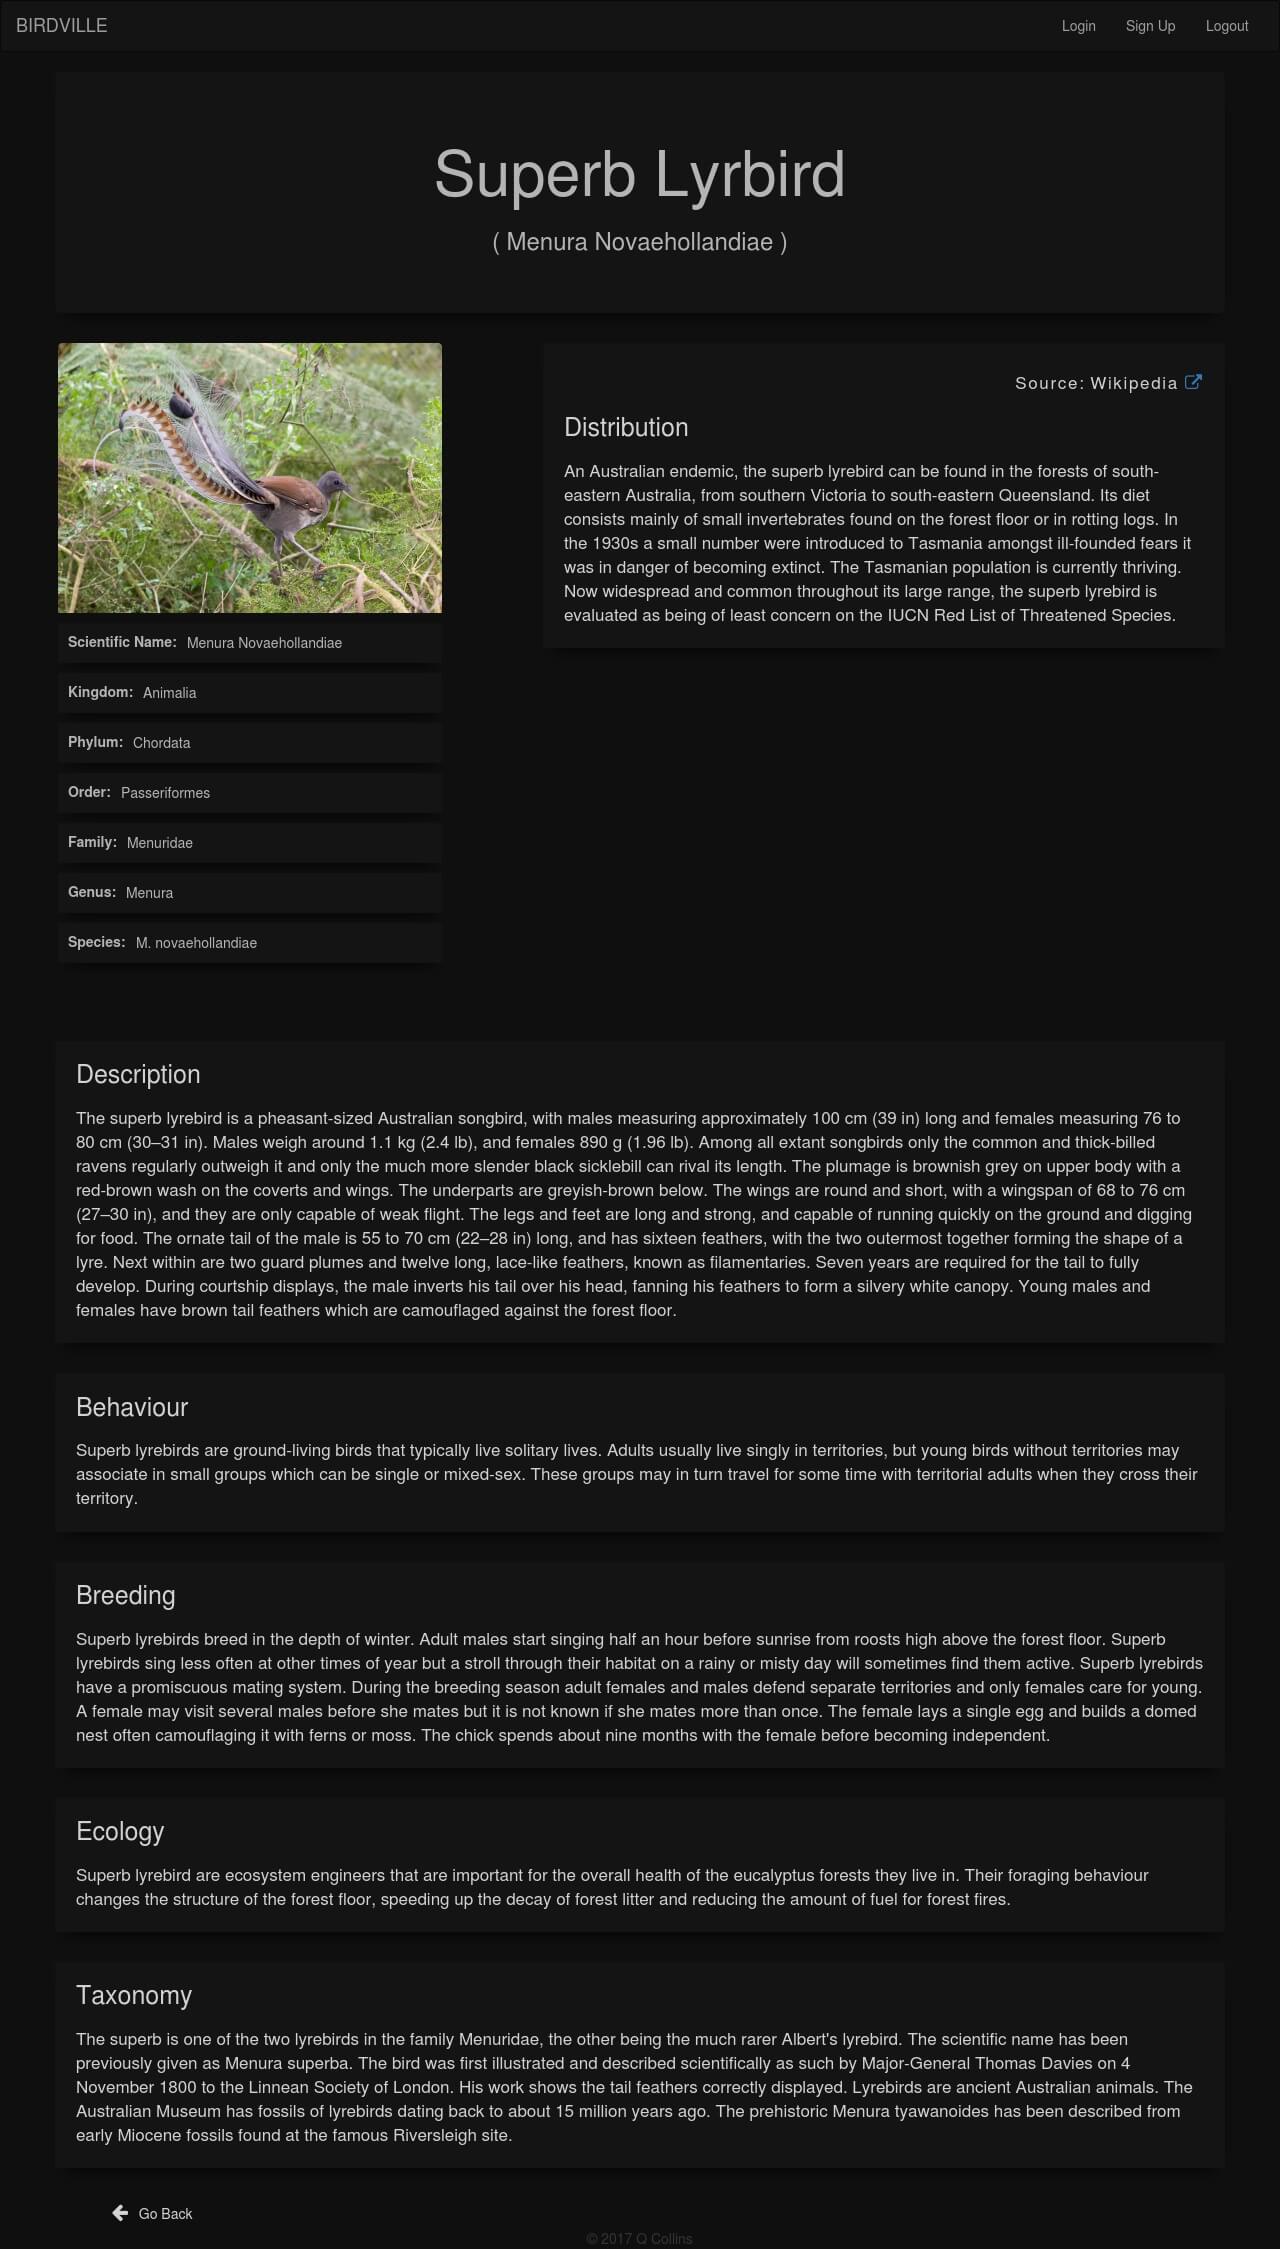 BIRDVILLE
Login Sign Up Logout
Superb Lyrbird
( Menura Novaehollandiae )
Source: Wikipedia
Distribution
An Australian endemic, the superb lyrebird can be found in the forests of south-
eastern Australia, from southern Victoria to south-eastern Queensland. Its diet
consists mainly of small invertebrates found on the forest floor or in rotting logs. In
the 1930s a small number were introduced to Tasmania amongst ill-founded fears it
was in danger of becoming extinct. The Tasmanian population is currently thriving.
Now widespread and common throughout its large range, the superb lyrebird is
evaluated as being of least concern on the IUCN Red List of Threatened Species.
Scientific Name: Menura Novaehollandiae
Kingdom: Animalia
Phylum: Chordata
Order: Passeriformes
Family: Menuridae
Genus: Menura
Species: M. novaehollandiae
Description
The superb lyrebird is a pheasant-sized Australian songbird, with males measuring approximately 100 cm (39 in) long and females measuring 76 to
80 cm (30–31 in). Males weigh around 1.1 kg (2.4 lb), and females 890 g (1.96 lb). Among all extant songbirds only the common and thick-billed
ravens regularly outweigh it and only the much more slender black sicklebill can rival its length. The plumage is brownish grey on upper body with a
red-brown wash on the coverts and wings. The underparts are greyish-brown below. The wings are round and short, with a wingspan of 68 to 76 cm
(27–30 in), and they are only capable of weak flight. The legs and feet are long and strong, and capable of running quickly on the ground and digging
for food. The ornate tail of the male is 55 to 70 cm (22–28 in) long, and has sixteen feathers, with the two outermost together forming the shape of a
lyre. Next within are two guard plumes and twelve long, lace-like feathers, known as filamentaries. Seven years are required for the tail to fully
develop. During courtship displays, the male inverts his tail over his head, fanning his feathers to form a silvery white canopy. Young males and
females have brown tail feathers which are camouflaged against the forest floor.
Behaviour
Superb lyrebirds are ground-living birds that typically live solitary lives. Adults usually live singly in territories, but young birds without territories may
associate in small groups which can be single or mixed-sex. These groups may in turn travel for some time with territorial adults when they cross their
territory.
Breeding
Superb lyrebirds breed in the depth of winter. Adult males start singing half an hour before sunrise from roosts high above the forest floor. Superb
lyrebirds sing less often at other times of year but a stroll through their habitat on a rainy or misty day will sometimes find them active. Superb lyrebirds
have a promiscuous mating system. During the breeding season adult females and males defend separate territories and only females care for young.
A female may visit several males before she mates but it is not known if she mates more than once. The female lays a single egg and builds a domed
nest often camouflaging it with ferns or moss. The chick spends about nine months with the female before becoming independent.
Ecology
Superb lyrebird are ecosystem engineers that are important for the overall health of the eucalyptus forests they live in. Their foraging behaviour
changes the structure of the forest floor, speeding up the decay of forest litter and reducing the amount of fuel for forest fires.
Taxonomy
The superb is one of the two lyrebirds in the family Menuridae, the other being the much rarer Albert's lyrebird. The scientific name has been
previously given as Menura superba. The bird was first illustrated and described scientifically as such by Major-General Thomas Davies on 4
November 1800 to the Linnean Society of London. His work shows the tail feathers correctly displayed. Lyrebirds are ancient Australian animals. The
Australian Museum has fossils of lyrebirds dating back to about 15 million years ago. The prehistoric Menura tyawanoides has been described from
early Miocene fossils found at the famous Riversleigh site.
Go Back
© 2017 Q Collins